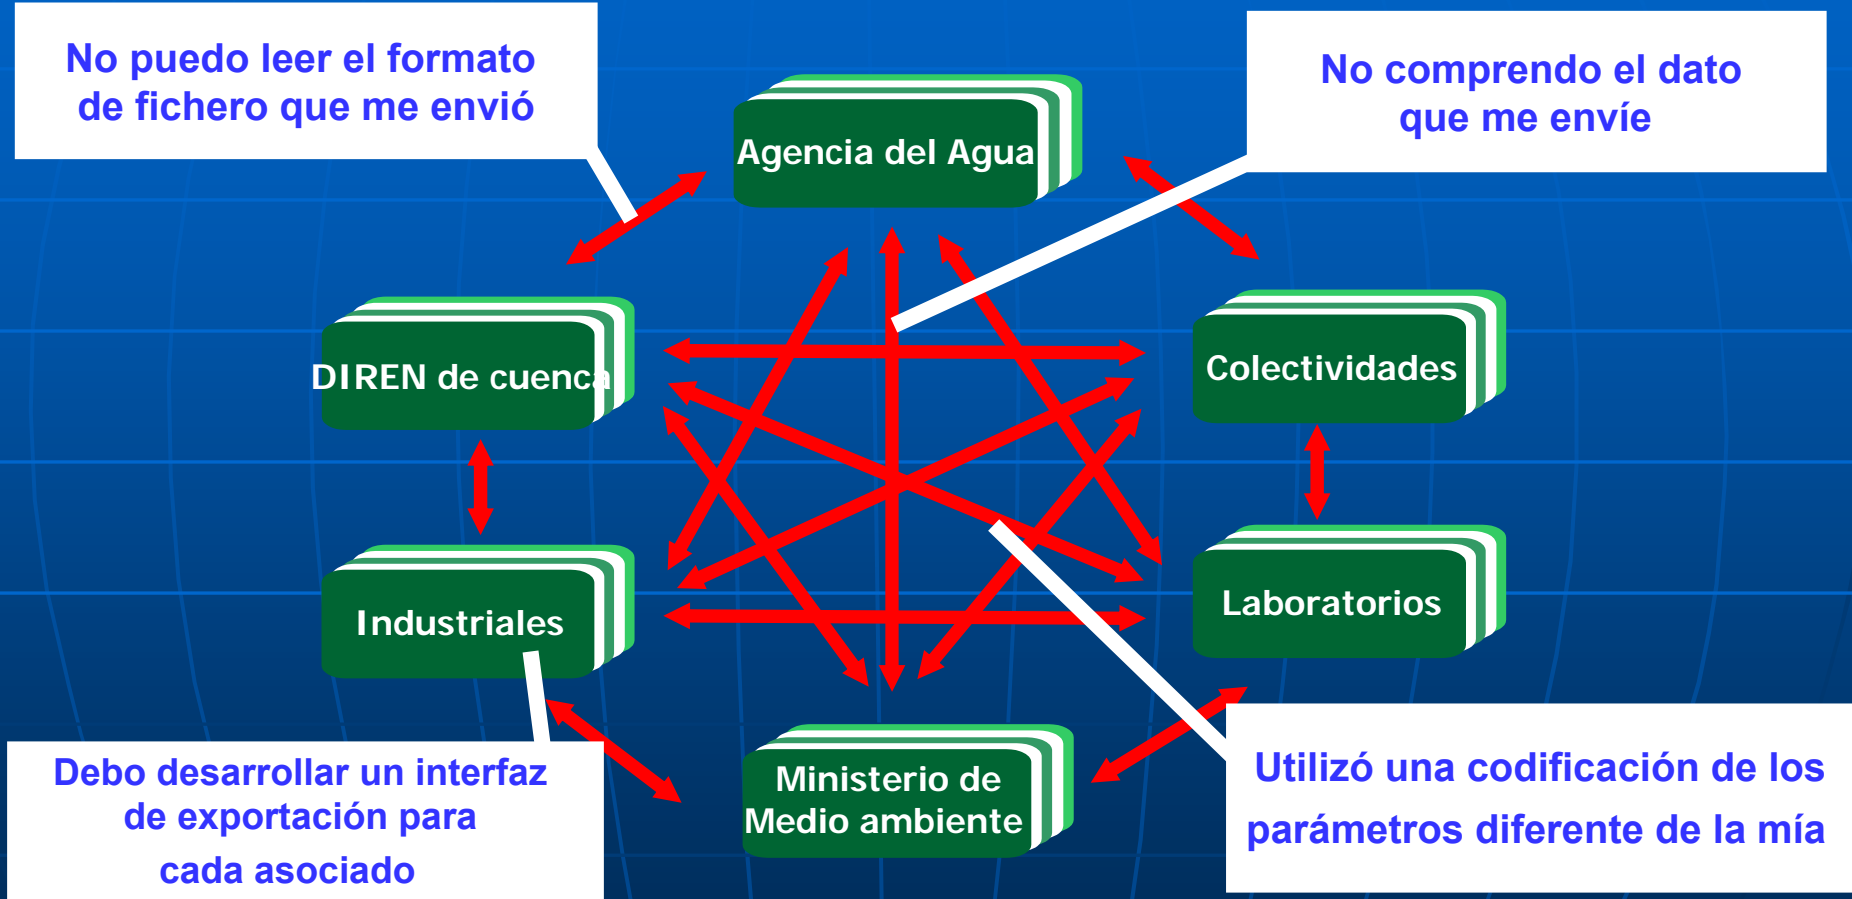 No puedo leer el formato
de fichero que me envió
No comprendo el dato
que me envíe
Agencia del Agua
DIREN de cuenca
Colectividades
Industriales
Laboratorios
Ministerio de
Medio ambiente
Debo desarrollar un interfaz
de exportación para
cada asociado
Utilizó una codificación de los
parámetros diferente de la mía